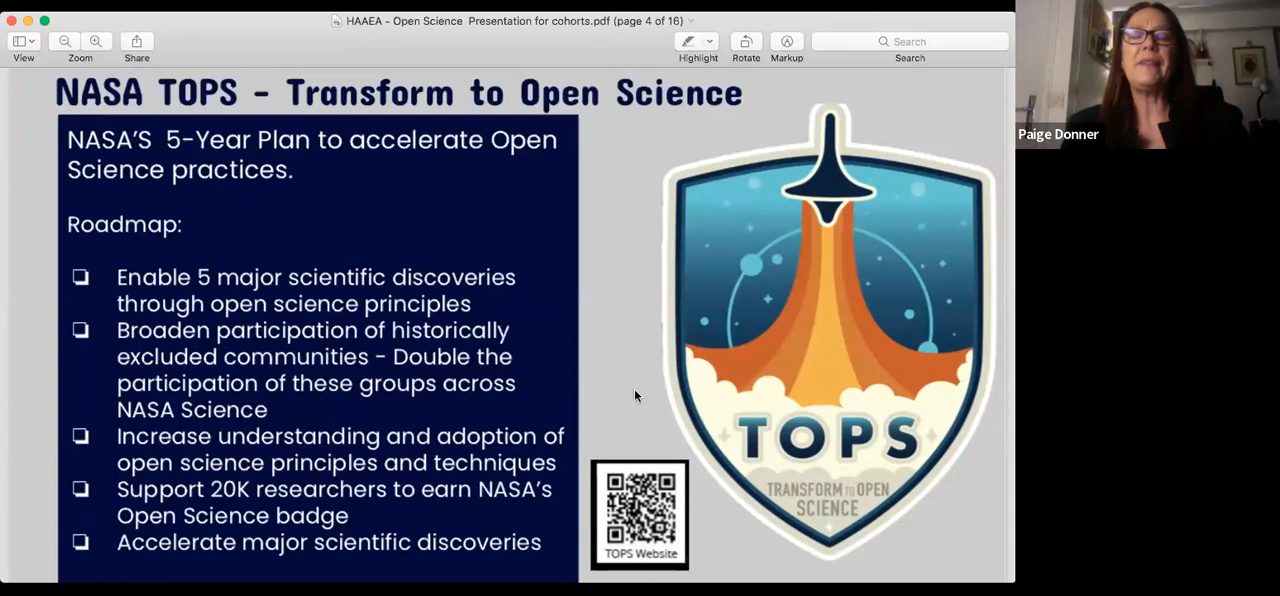 HAAEA - Open Science Presentation for cohorts.pdf (page 4 of 16)
View
Zoom
Share
Highlight
Rotate
Markup
Search
Search
Paige Donner
NASA TOPS - Transform to Open Science
NASA'S 5-Year Plan to accelerate Open
Science practices.
Roadmap:
Enable 5 major scientific discoveries
through open science principles
Broaden participation of historically
excluded communities - Double the
participation of these groups across
NASA Science
Increase understanding and adoption of
open science principles and techniques
Support 20K researchers to earn NASA's
Open Science badge
Accelerate major scientific discoveries
TOPS Website
TOPS
TRANSFORM TO OPEN
SCIENCE